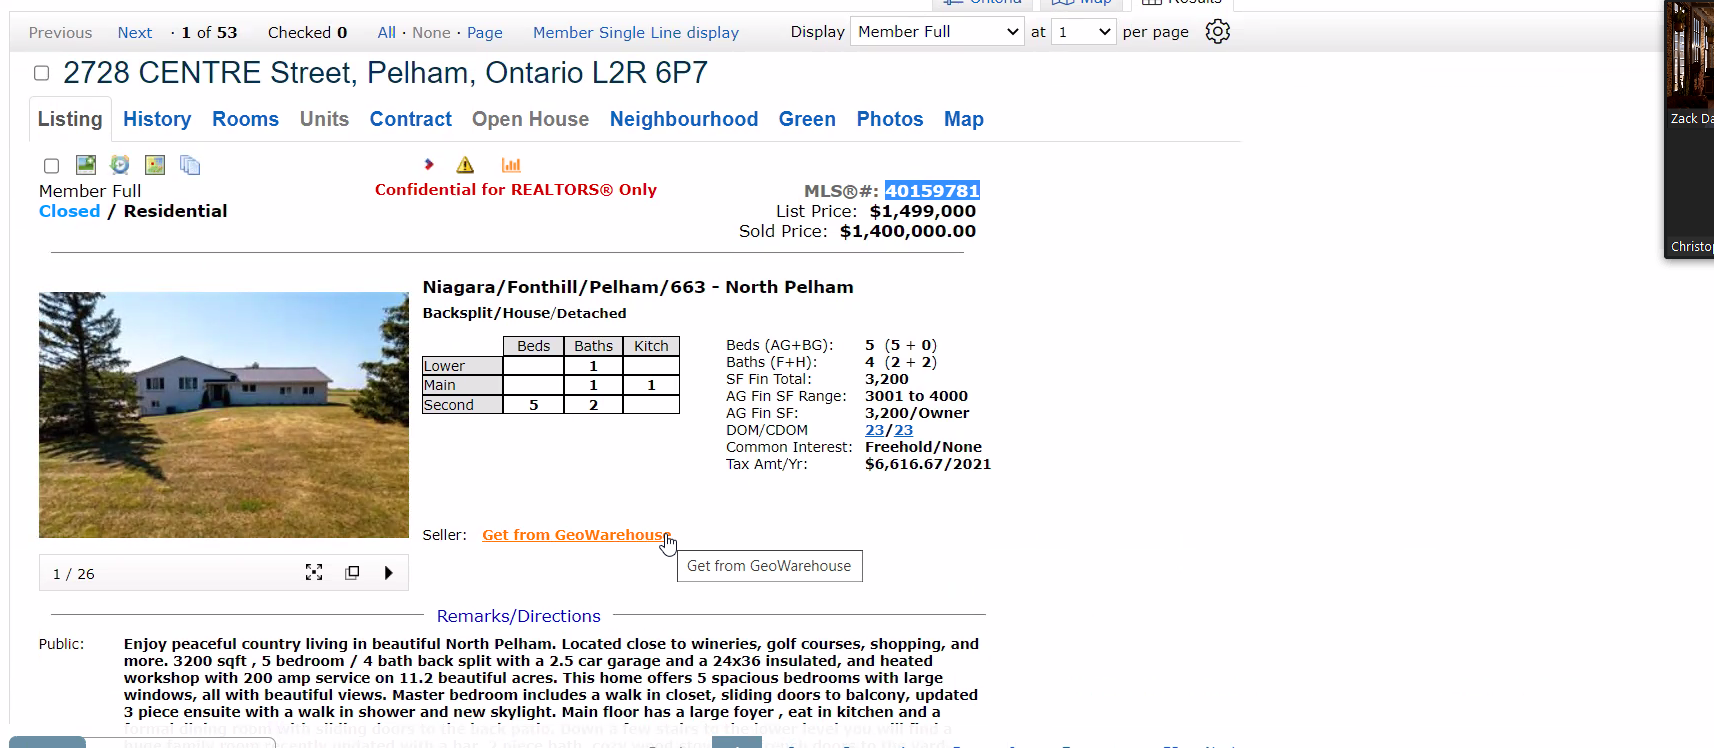 Criteria Map Results
Previous Next · 1 of 53 Checked 0 All · None · Page Member Single Line display Display Member Full at 1 per page
2728 CENTRE Street, Pelham, Ontario L2R 6P7
Listing History Rooms Units Contract Open House Neighbourhood Green Photos Map
Member Full
Confidential for REALTORS® Only
MLS®#: 40159781
Closed / Residential
List Price: $1,499,000
Sold Price: $1,400,000.00
Niagara/Fonthill/Pelham/663 - North Pelham
Backsplit/House/Detached
Beds Baths Kitch
Lower 1
Main 1 1
Second 5 2
Beds (AG+BG): 5 (5 + 0)
Baths (F+H): 4 (2 + 2)
SF Fin Total: 3,200
AG Fin SF Range: 3001 to 4000
AG Fin SF: 3,200/Owner
DOM/CDOM 23/23
Common Interest: Freehold/None
Tax Amt/Yr: $6,616.67/2021
Seller: Get from GeoWarehouse
Get from GeoWarehouse
1 / 26
Remarks/Directions
Public: Enjoy peaceful country living in beautiful North Pelham. Located close to wineries, golf courses, shopping, and
more. 3200 sqft , 5 bedroom / 4 bath back split with a 2.5 car garage and a 24x36 insulated, and heated
workshop with 200 amp service on 11.2 beautiful acres. This home offers 5 spacious bedrooms with large
windows, all with beautiful views. Master bedroom includes a walk in closet, sliding doors to balcony, updated
3 piece ensuite with a walk in shower and new skylight. Main floor has a large foyer , eat in kitchen and a
Zack Da
Christop